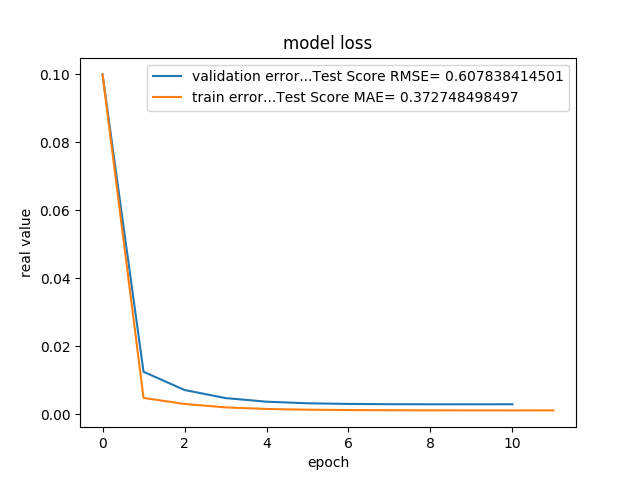 model loss
validation error...Test Score RMSE= 0.607838414501
train error...Test Score MAE= 0.372748498497
0.10
0.08
0.06
0.04
0.02
0.00
real value
0 2 4 6 8 10
epoch